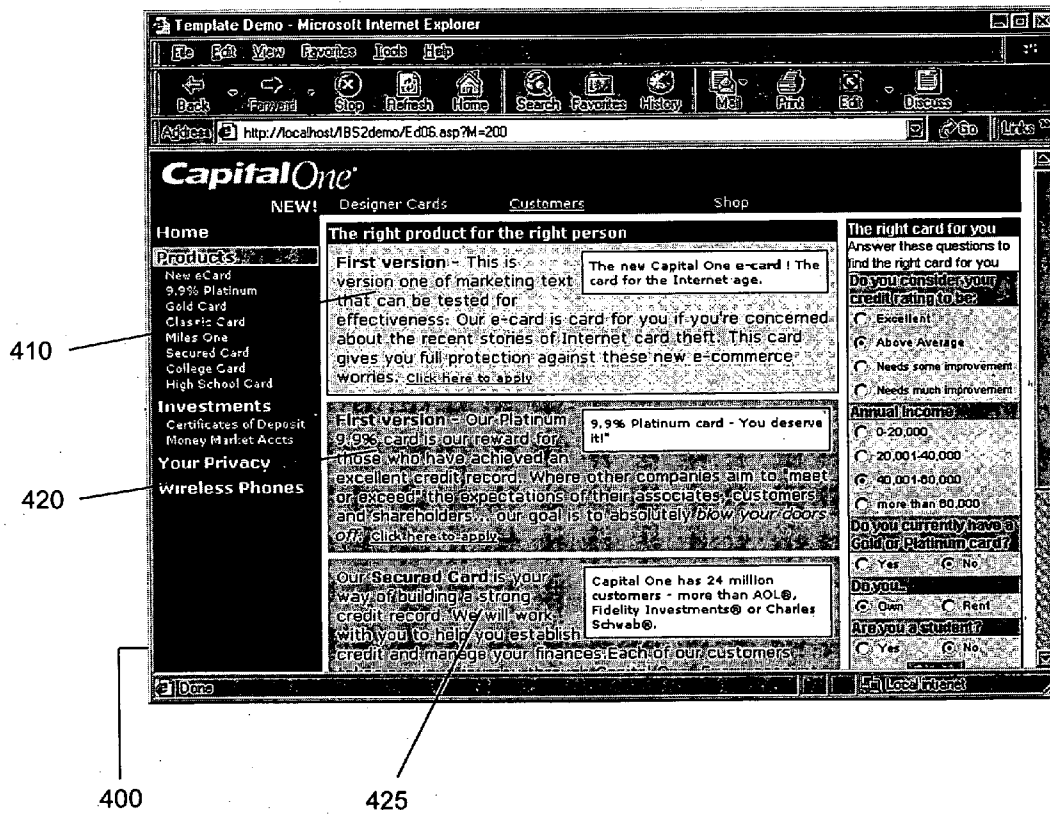 Template Demo - Microsoft Internet Explorer
File Edit View Favorites Tools Help
Back Forward Stop Refresh Home Search Favorites History Mail Print Edit Discuss
Address http://localhost/IBS2demo/Ed06.asp?M=200 Go Links »
CapitalOne
NEW! Designer Cards Customers Shop
Home
Products
New eCard
9.9% Platinum
Gold Card
Classic Card
Miles One
Secured Card
College Card
High School Card
Investments
Certificates of Deposit
Money Market Accts
Your Privacy
Wireless Phones
The right product for the right person
First version - This is
version one of marketing text
that can be tested for
effectiveness. Our e-card is card for you if you're concerned
about the recent stories of Internet card theft. This card
gives you full protection against these new e-commerce
worries. Click here to apply
The new Capital One e-card ! The
card for the Internet age.
First version - Our Platinum
9.9% card is our reward for
those who have achieved an
excellent credit record. Where other companies aim to "meet
or exceed" the expectations of their associates, customers
and shareholders... our goal is to absolutely blow your doors
off. Click here to apply
9.9% Platinum card - You deserve
it!"
Our Secured Card is your
way of building a strong
credit record. We will work
with you to help you establish
credit and manage your finances. Each of our customers
Capital One has 24 million
customers - more than AOL®,
Fidelity Investments® or Charles
Schwab®.
The right card for you
Answer these questions to
find the right card for you
Do you consider your
credit rating to be:
Excellent
Above Average
Needs some improvement
Needs much improvement
Annual Income
0-20,000
20,001-40,000
40,001-60,000
more than 60,000
Do you currently have a
Gold or Platinum card?
Yes No
Do you..
Own Rent
Are you a student?
Yes No
Done Local intranet
410
420
400
425